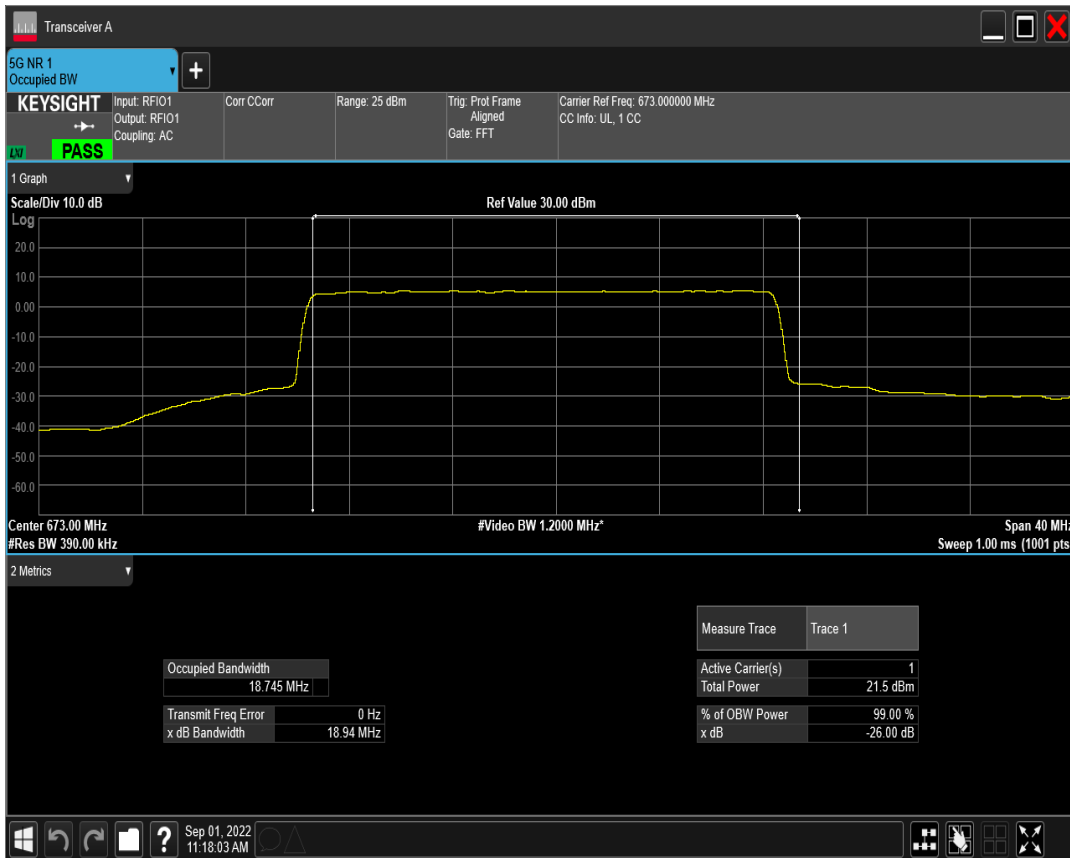 Transceiver A
5G NR 1
Occupied BW
KEYSIGHT
LXI
PASS
Input: RFIO1
Output: RFIO1
Coupling: AC
Corr CCorr
Range: 25 dBm
Trig: Prot Frame
Aligned
Gate: FFT
Carrier Ref Freq: 673.000000 MHz
CC Info: UL, 1 CC
1 Graph
Scale/Div 10.0 dB
Ref Value 30.00 dBm
Log
20.0
10.0
0.00
-10.0
-20.0
-30.0
-40.0
-50.0
-60.0
Center 673.00 MHz
#Video BW 1.2000 MHz*
Span 40 MHz
#Res BW 390.00 kHz
Sweep 1.00 ms (1001 pts
2 Metrics
Measure Trace Trace 1
Occupied Bandwidth
18.745 MHz
Active Carrier(s) 1
Total Power 21.5 dBm
Transmit Freq Error 0 Hz
x dB Bandwidth 18.94 MHz
% of OBW Power 99.00 %
x dB -26.00 dB
?
Sep 01, 2022
11:18:03 AM